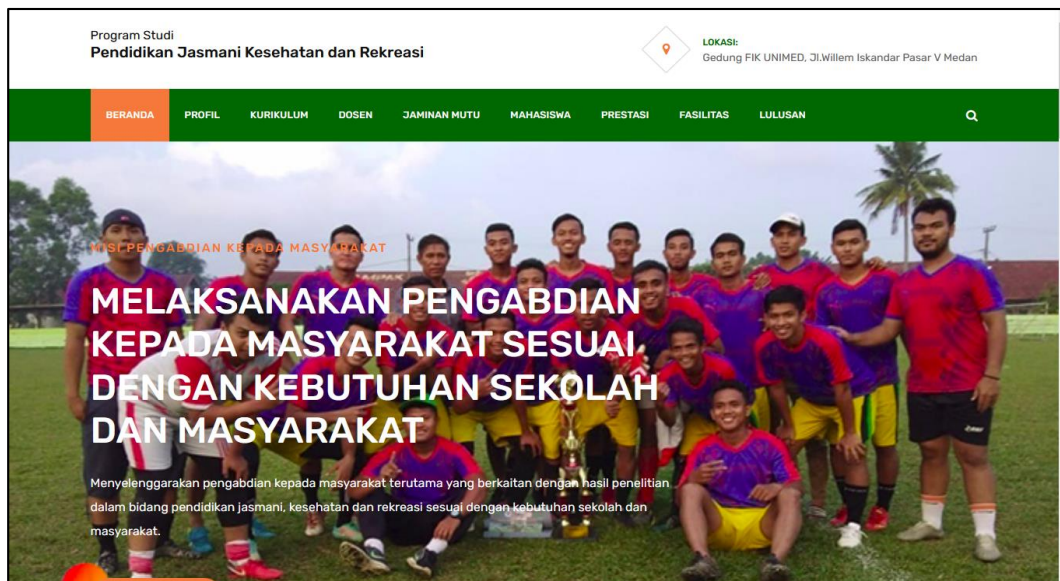 Program Studi
Pendidikan Jasmani Kesehatan dan Rekreasi
LOKASI:
Gedung FIK UNIMED, Jl.Willem Iskandar Pasar V Medan
BERANDA PROFIL KURIKULUM DOSEN JAMINAN MUTU MAHASISWA PRESTASI FASILITAS LULUSAN
MISI PENGABDIAN KEPADA MASYARAKAT
MELAKSANAKAN PENGABDIAN
KEPADA MASYARAKAT SESUAI
DENGAN KEBUTUHAN SEKOLAH
DAN MASYARAKAT
Menyelenggarakan pengabdian kepada masyarakat terutama yang berkaitan dengan hasil penelitian
dalam bidang pendidikan jasmani, kesehatan dan rekreasi sesuai dengan kebutuhan sekolah dan
masyarakat.